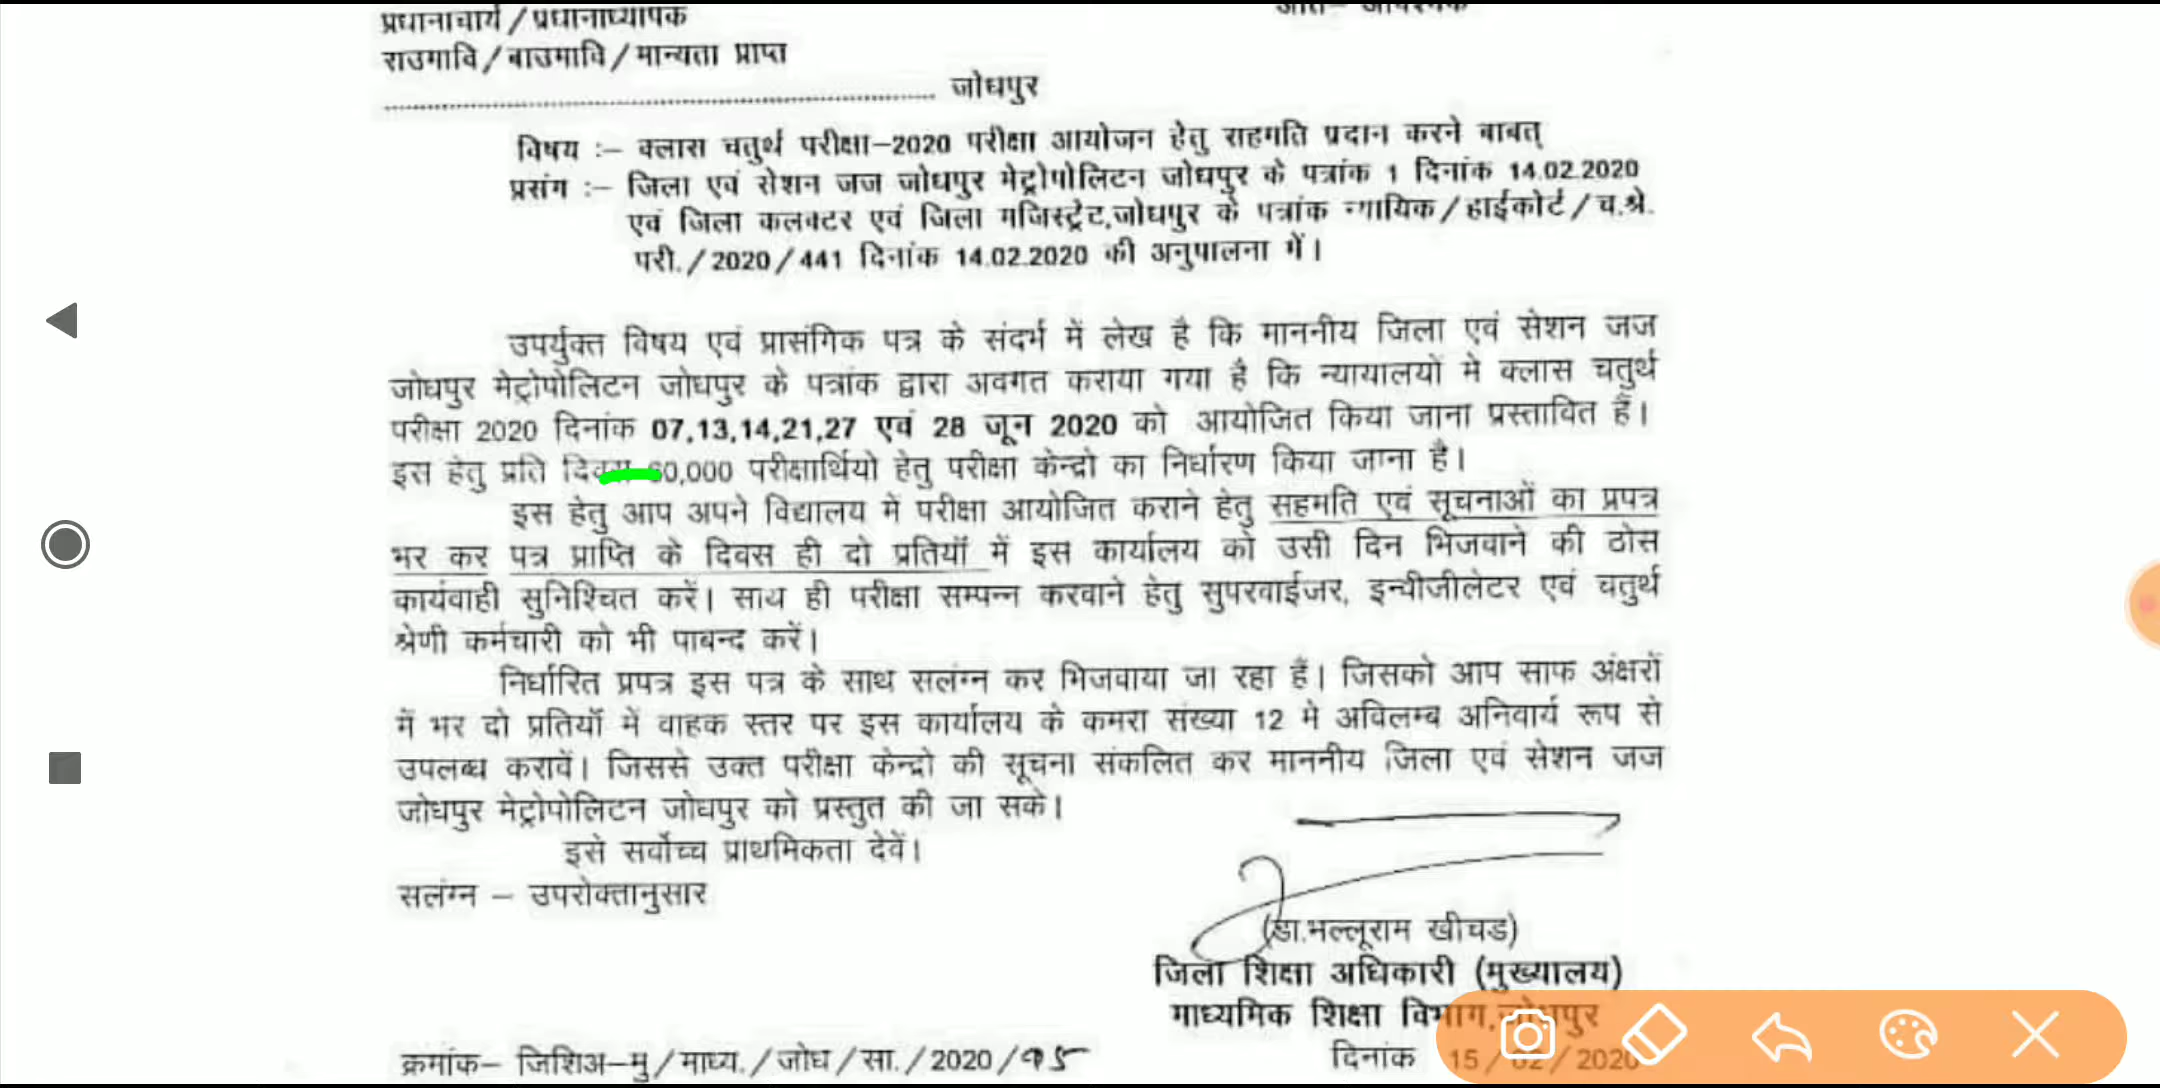 प्रधानाचार्य / प्रधानाध्यापक
राउमावि / बाउमावि / मान्यता प्राप्त
जोधपुर
विषय :– क्लास चतुर्थ परीक्षा–2020 परीक्षा आयोजन हेतु सहमति प्रदान करने बाबत्
प्रसंग :– जिला एवं सेशन जज जोधपुर मेट्रोपोलिटन जोधपुर के पत्रांक 1 दिनांक 14.02.2020
एवं जिला कलक्टर एवं जिला मजिस्ट्रेट,जोधपुर के पत्रांक न्यायिक / हाईकोर्ट / च.श्रे.
परी. / 2020 / 441 दिनांक 14.02.2020 की अनुपालना में।
उपर्युक्त विषय एवं प्रासंगिक पत्र के संदर्भ में लेख है कि माननीय जिला एवं सेशन जज
जोधपुर मेट्रोपोलिटन जोधपुर के पत्रांक द्वारा अवगत कराया गया है कि न्यायालयों मे क्लास चतुर्थ
परीक्षा 2020 दिनांक 07,13,14,21,27 एवं 28 जून 2020 को आयोजित किया जाना प्रस्तावित हैं।
इस हेतु प्रति दिवस 60,000 परीक्षार्थियो हेतु परीक्षा केन्द्रो का निर्धारण किया जाना है।
इस हेतु आप अपने विद्यालय में परीक्षा आयोजित कराने हेतु सहमति एवं सूचनाओं का प्रपत्र
भर कर पत्र प्राप्ति के दिवस ही दो प्रतियॉ में इस कार्यालय को उसी दिन भिजवाने की ठोस
कार्यवाही सुनिश्चित करें। साथ ही परीक्षा सम्पन्न करवाने हेतु सुपरवाईजर, इन्वीजीलेटर एवं चतुर्थ
श्रेणी कर्मचारी को भी पाबन्द करें।
निर्धारित प्रपत्र इस पत्र के साथ सलंग्न कर भिजवाया जा रहा हैं। जिसको आप साफ अंक्षरों
में भर दो प्रतियॉ में वाहक स्तर पर इस कार्यालय के कमरा संख्या 12 मे अविलम्ब अनिवार्य रूप से
उपलब्ध करावें। जिससे उक्त परीक्षा केन्द्रो की सूचना संकलित कर माननीय जिला एवं सेशन जज
जोधपुर मेट्रोपोलिटन जोधपुर को प्रस्तुत की जा सके।
इसे सर्वोच्च प्राथमिकता देवें।
सलंग्न – उपरोक्तानुसार
(डा.भल्लूराम खीचड)
जिला शिक्षा अधिकारी (मुख्यालय)
माध्यमिक शिक्षा विभाग,जोधपुर
क्रमांक– जिशिअ–मु / माध्य. / जोध / सा. / 2020 / 95 दिनांक 15 / 02 / 2020